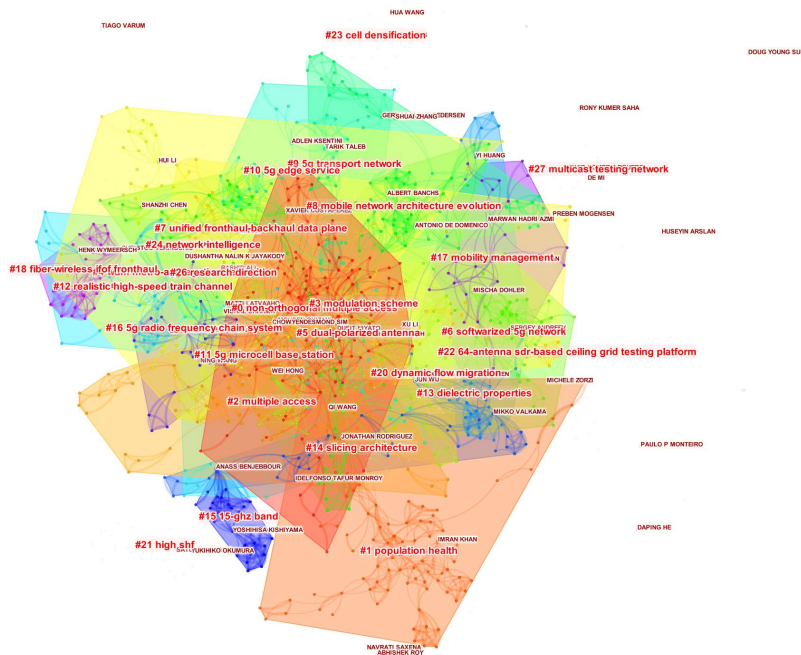 HUA WANG
TIAGO VARUM
#23 cell densification
DOUG YOUNG SU
RONY KUMER SAHA
SHUAI ZHANG
ADLEN KSENTINI
TARIK TALEB
HUI LI
YI HUANG
#9 5g transport network
#10 5g edge service
#27 multicast testing network
DE MI
ALBERT BANCHS
SHANZHI CHEN
#8 mobile network architecture evolution
PREBEN MOGENSEN
MARWAN HADRI AZMI
ANTONIO DE DOMENICO
#7 unified fronthaul-backhaul data plane
HUSEYIN ARSLAN
#24 network intelligence
HENK WYMEERSCH
DUSHANTHA NALIN K JAYAKODY
#17 mobility management
#18 fiber-wireless ifof fronthaul
#26 research direction
#12 realistic high-speed train channel
MISCHA DOHLER
#3 modulation scheme
#0 non-orthogonal multiple access
#16 5g radio frequency chain system
XU LI
#5 dual-polarized antenna
#6 softwarized 5g network
#11 5g microcell base station
#22 64-antenna sdr-based ceiling grid testing platform
WEI HONG
#20 dynamic flow migration
JUN WU
MICHELE ZORZI
#13 dielectric properties
#2 multiple access
QI WANG
MIKKO VALKAMA
JONATHAN RODRIGUEZ
#14 slicing architecture
PAULO P MONTEIRO
ANASS BENJEBBOUR
IDELFONSO TAFUR MONROY
#15 15-ghz band
YOSHIHISA KISHIYAMA
DAPING HE
IMRAN KHAN
#21 high shf
YUKIHIKO OKUMURA
#1 population health
NAVRATI SAXENA
ABHISHEK ROY